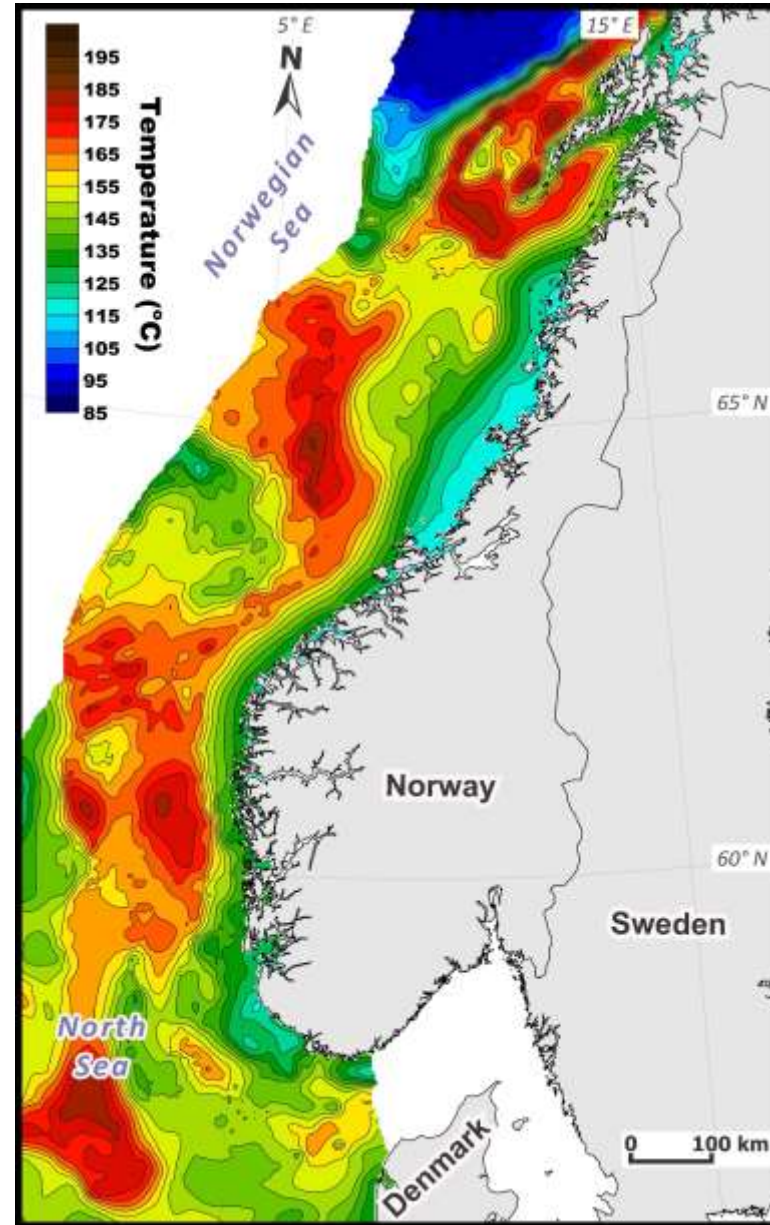 5° E
15° E
N
195
185
175
165
155
145
135
125
115
105
95
85
Temperature (°C)
Norwegian
Sea
65° N
Norway
60° N
Sweden
North
Sea
0 100 km
Denmark